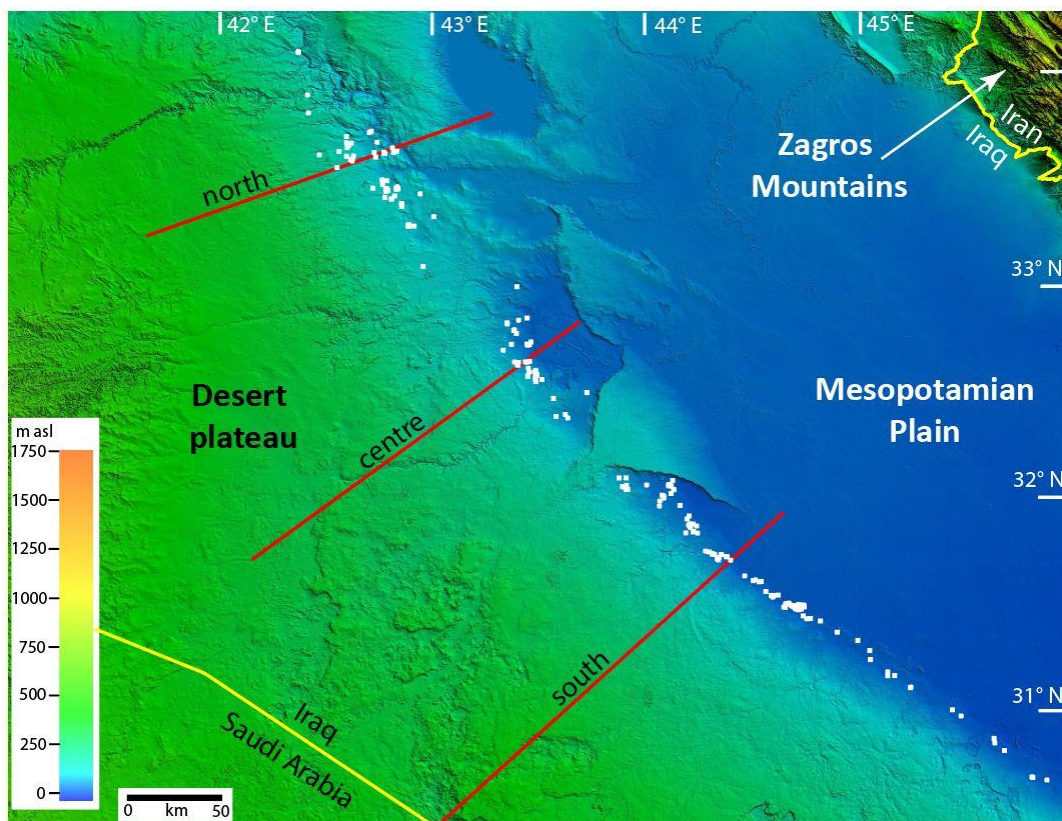 42° E
43° E
44° E
45° E
Iran
Iraq
Zagros
Mountains
north
33° N
Desert
plateau
Mesopotamian
Plain
centre
m asl
1750
1500
1250
1000
750
500
250
0
32° N
south
31° N
Iraq
Saudi Arabia
0 km 50